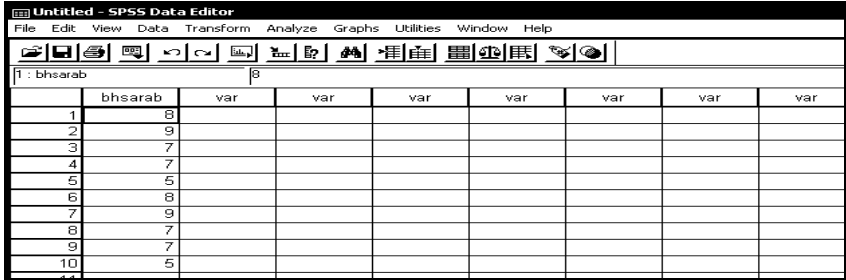 Untitled - SPSS Data Editor
File Edit View Data Transform Analyze Graphs Utilities Window Help
1 : bhsarab 8
bhsarab var var var var var var var
1 8
2 9
3 7
4 7
5 5
6 8
7 9
8 7
9 7
10 5